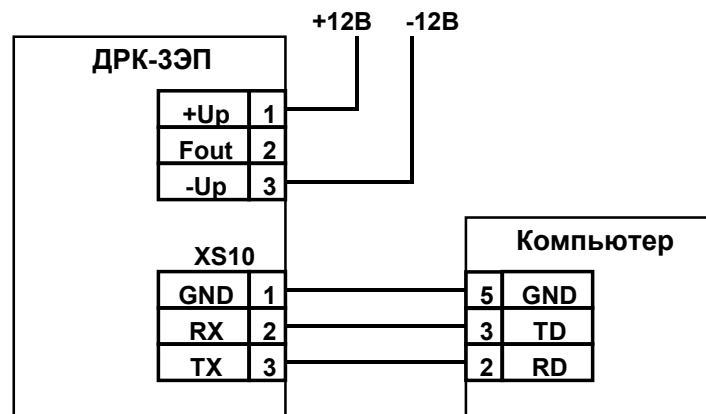 +12В -12В
ДРК-3ЭП
+Up 1
Fout 2
-Up 3
Компьютер
XS10
GND 1 5 GND
RX 2 3 TD
TX 3 2 RD